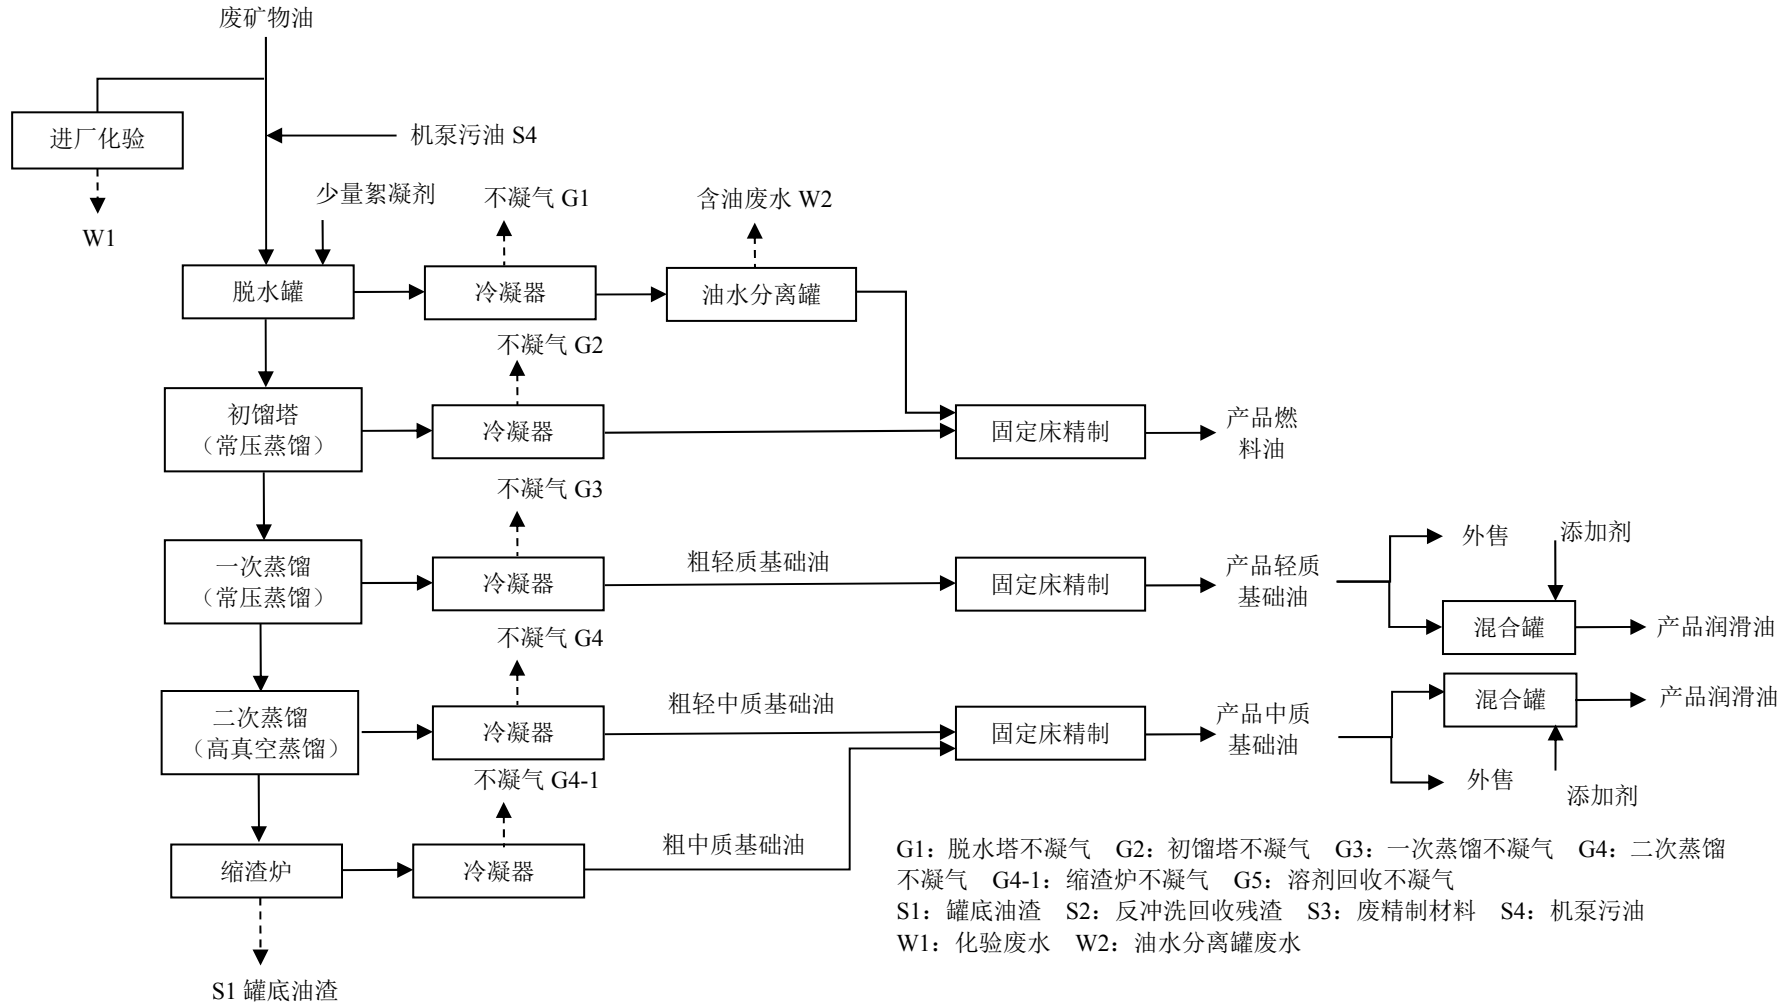 废矿物油
进厂化验
机泵污油 S4
W1
少量絮凝剂
不凝气 G1
含油废水 W2
脱水罐
冷凝器
油水分离罐
不凝气 G2
初馏塔
（常压蒸馏）
冷凝器
固定床精制
产品燃
料油
不凝气 G3
一次蒸馏
（常压蒸馏）
冷凝器
粗轻质基础油
固定床精制
产品轻质
基础油
外售
添加剂
混合罐
产品润滑油
不凝气 G4
二次蒸馏
（高真空蒸馏）
冷凝器
粗轻中质基础油
固定床精制
产品中质
基础油
混合罐
产品润滑油
外售
添加剂
不凝气 G4-1
缩渣炉
冷凝器
粗中质基础油
S1 罐底油渣
G1：脱水塔不凝气 G2：初馏塔不凝气 G3：一次蒸馏不凝气 G4：二次蒸馏
不凝气 G4-1：缩渣炉不凝气 G5：溶剂回收不凝气
S1：罐底油渣 S2：反冲洗回收残渣 S3：废精制材料 S4：机泵污油
W1：化验废水 W2：油水分离罐废水